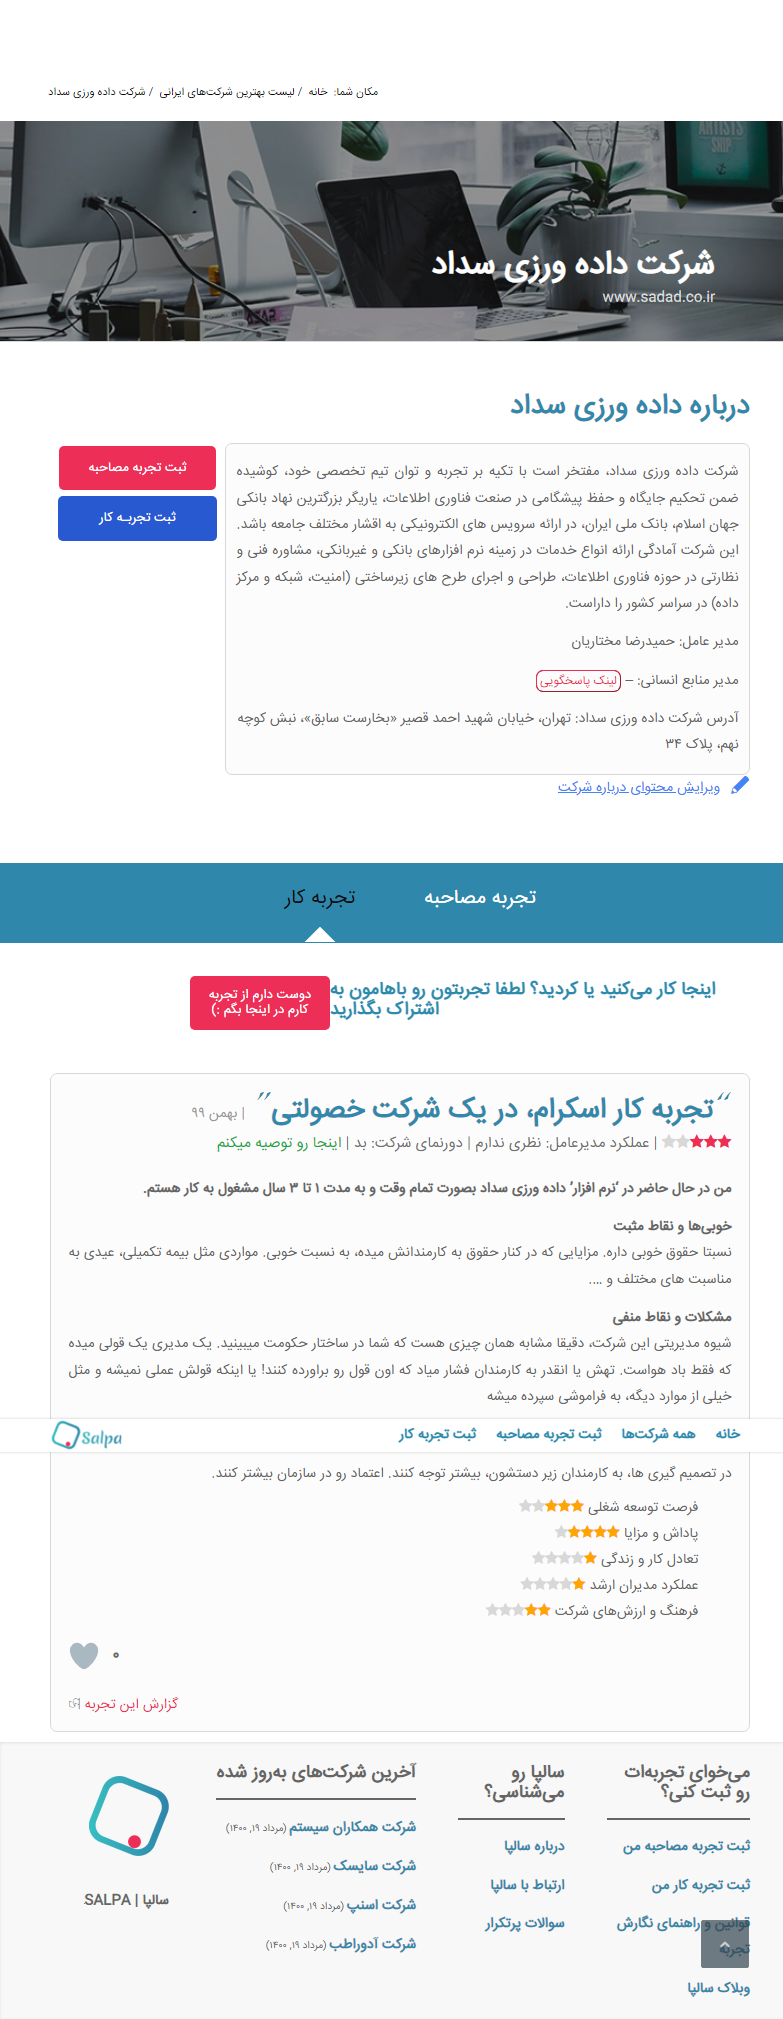 مکان شما: خانه / لیست بهترین شرکت‌های ایرانی / شرکت داده ورزی سداد
ARTISTS
SHIP
شرکت داده ورزی سداد
www.sadad.co.ir
درباره داده ورزی سداد
شرکت داده ورزی سداد، مفتخر است با تکیه بر تجربه و توان تیم تخصصی خود، کوشیده
ضمن تحکیم جایگاه و حفظ پیشگامی در صنعت فناوری اطلاعات، یاریگر بزرگترین نهاد بانکی
جهان اسلام، بانک ملی ایران، در ارائه سرویس های الکترونیکی به اقشار مختلف جامعه باشد.
این شرکت آمادگی ارائه انواع خدمات در زمینه نرم افزارهای بانکی و غیربانکی، مشاوره فنی و
نظارتی در حوزه فناوری اطلاعات، طراحی و اجرای طرح های زیرساختی (امنیت، شبکه و مرکز
داده) در سراسر کشور را داراست.
مدیر عامل: حمیدرضا مختاریان
مدیر منابع انسانی: – لینک پاسخگویی
آدرس شرکت داده ورزی سداد: تهران، خیابان شهید احمد قصیر «بخارست سابق»، نبش کوچه
نهم، پلاک ۳۴
ثبت تجربه مصاحبه
ثبت تجربـه کار
ویرایش محتوای درباره شرکت
تجربه مصاحبه
تجربه کار
اینجا کار می‌کنید یا کردید؟ لطفا تجربتون رو باهامون به
اشتراک بگذارید
دوست دارم از تجربه
کارم در اینجا بگم :)
“تجربه کار اسکرام، در یک شرکت خصولتی” | بهمن ۹۹
| عملکرد مدیرعامل: نظری ندارم | دورنمای شرکت: بد | اینجا رو توصیه میکنم
من در حال حاضر در ‘نرم افزار’ داده ورزی سداد بصورت تمام وقت و به مدت ۱ تا ۳ سال مشغول به کار هستم.
خوبی‌ها و نقاط مثبت
نسبتا حقوق خوبی داره. مزایایی که در کنار حقوق به کارمندانش میده، به نسبت خوبی. مواردی مثل بیمه تکمیلی، عیدی به
مناسبت های مختلف و ....
مشکلات و نقاط منفی
شیوه مدیریتی این شرکت، دقیقا مشابه همان چیزی هست که شما در ساختار حکومت میبینید. یک مدیری یک قولی میده
که فقط باد هواست. تهش یا انقدر به کارمندان فشار میاد که اون قول رو براورده کنند! یا اینکه قولش عملی نمیشه و مثل
خیلی از موارد دیگه، به فراموشی سپرده میشه
خانه
همه شرکت‌ها
ثبت تجربه مصاحبه
ثبت تجربه کار
Salpa
در تصمیم گیری ها، به کارمندان زیر دستشون، بیشتر توجه کنند. اعتماد رو در سازمان بیشتر کنند.
فرصت توسعه شغلی
پاداش و مزایا
تعادل کار و زندگی
عملکرد مدیران ارشد
فرهنگ و ارزش‌های شرکت
۰
گزارش این تجربه
می‌خوای تجربه‌ات
رو ثبت کنی؟
ثبت تجربه مصاحبه من
ثبت تجربه کار من
قوانین و راهنمای نگارش
تجربه
وبلاک سالپا
سالپا رو
می‌شناسی؟
درباره سالپا
ارتباط با سالپا
سوالات پرتکرار
آخرین شرکت‌های به‌روز شده
شرکت همکاران سیستم (مرداد ۱۹, ۱۴۰۰)
شرکت سایسک (مرداد ۱۹, ۱۴۰۰)
شرکت اسنپ (مرداد ۱۹, ۱۴۰۰)
شرکت آدوراطب (مرداد ۱۹, ۱۴۰۰)
سالپا | SALPA